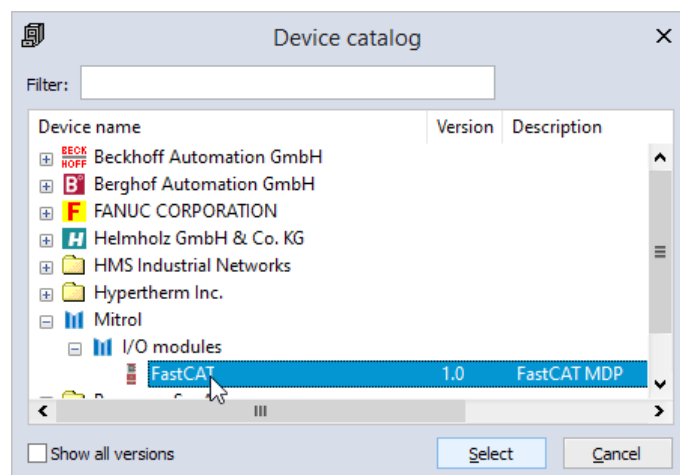 Device catalog
Filter:
Device name Version Description
BECKHOFF Beckhoff Automation GmbH
B Berghof Automation GmbH
F FANUC CORPORATION
H Helmholz GmbH & Co. KG
HMS Industrial Networks
Hypertherm Inc.
Mitrol
I/O modules
FastCAT 1.0 FastCAT MDP
Show all versions Select Cancel